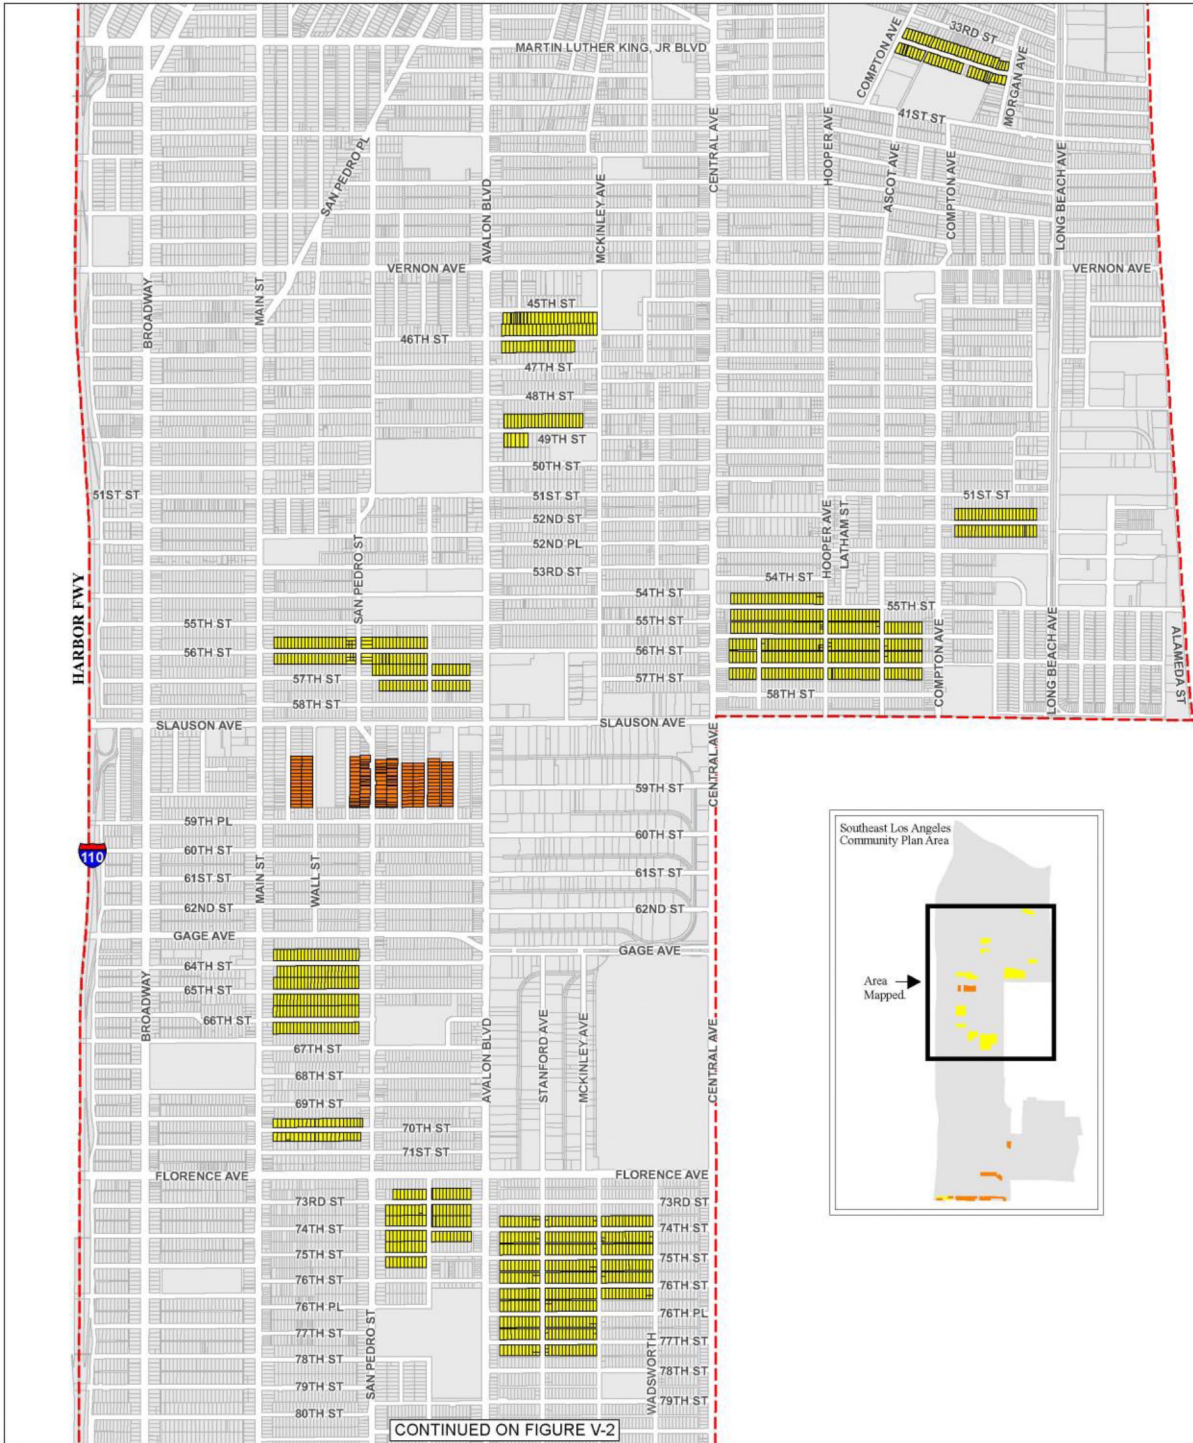 33RD ST
MARTIN LUTHER KING, JR BLVD
COMPTON AVE
MORGAN AVE
41ST ST
SAN PEDRO PL
CENTRAL AVE
HOOPER AVE
ASCOT AVE
COMPTON AVE
LONG BEACH AVE
AVALON BLVD
MCKINLEY AVE
VERNON AVE
VERNON AVE
BROADWAY
MAIN ST
45TH ST
46TH ST
47TH ST
48TH ST
49TH ST
50TH ST
51ST ST
51ST ST
51ST ST
52ND ST
52ND PL
53RD ST
HOOPER AVE
LATHAM ST
SAN PEDRO ST
54TH ST
54TH ST
55TH ST
55TH ST
55TH ST
56TH ST
56TH ST
57TH ST
57TH ST
58TH ST
58TH ST
HARBOR FWY
COMPTON AVE
LONG BEACH AVE
ALAMEDA ST
SLAUSON AVE
SLAUSON AVE
CENTRAL AVE
59TH ST
59TH PL
60TH ST
60TH ST
110
61ST ST
61ST ST
MAIN ST
WALL ST
62ND ST
62ND ST
GAGE AVE
GAGE AVE
64TH ST
65TH ST
66TH ST
BROADWAY
67TH ST
68TH ST
69TH ST
70TH ST
71ST ST
AVALON BLVD
STANFORD AVE
MCKINLEY AVE
CENTRAL AVE
FLORENCE AVE
FLORENCE AVE
73RD ST
73RD ST
74TH ST
74TH ST
75TH ST
75TH ST
76TH ST
76TH ST
76TH PL
76TH PL
77TH ST
77TH ST
78TH ST
78TH ST
79TH ST
79TH ST
80TH ST
SAN PEDRO ST
WADSWORTH
CONTINUED ON FIGURE V-2
Southeast Los Angeles
Community Plan Area
Area
Mapped.